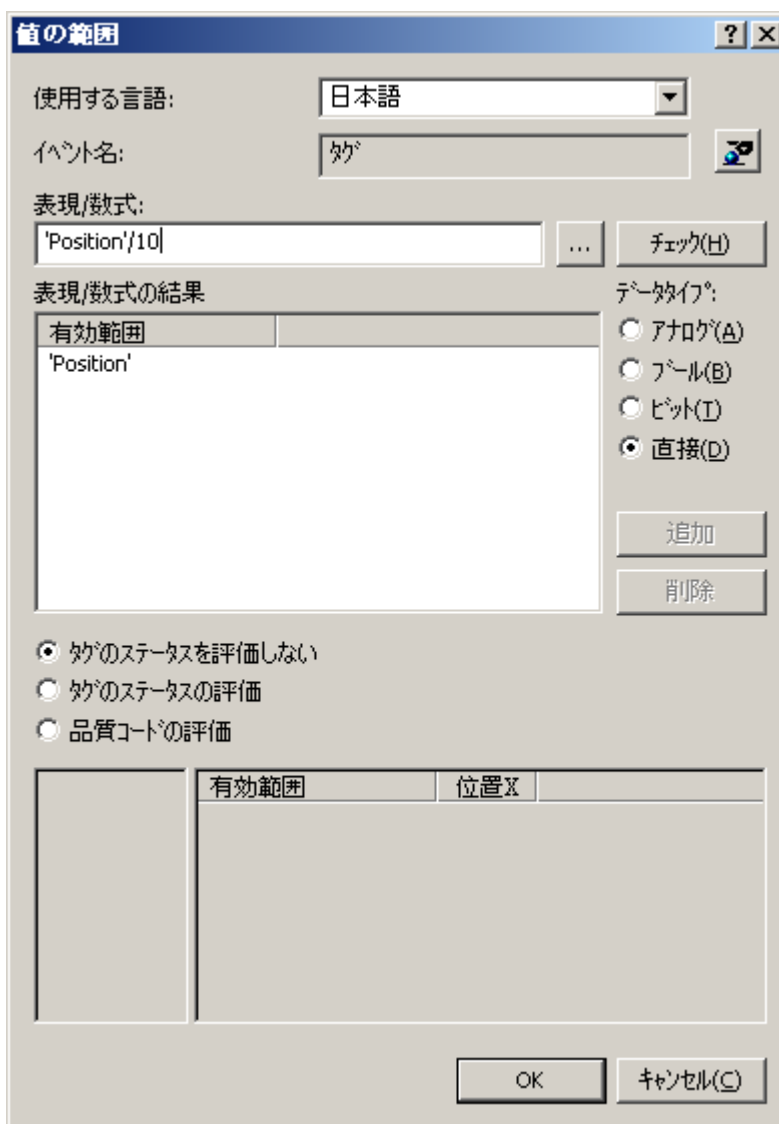 値の範囲
使用する言語: 日本語
ｲﾍﾞﾝﾄ名: ﾀｸﾞ
表現/数式:
'Position'/10 ... ﾁｪｯｸ(H)
表現/数式の結果 ﾃﾞｰﾀﾀｲﾌﾟ:
有効範囲 ｱﾅﾛｸﾞ(A)
'Position' ﾌﾞｰﾙ(B)
ﾋﾞｯﾄ(T)
直接(D)
追加
削除
ﾀｸﾞのｽﾃｰﾀｽを評価しない
ﾀｸﾞのｽﾃｰﾀｽの評価
品質ｺｰﾄﾞの評価
有効範囲 位置X
OK ｷｬﾝｾﾙ(C)